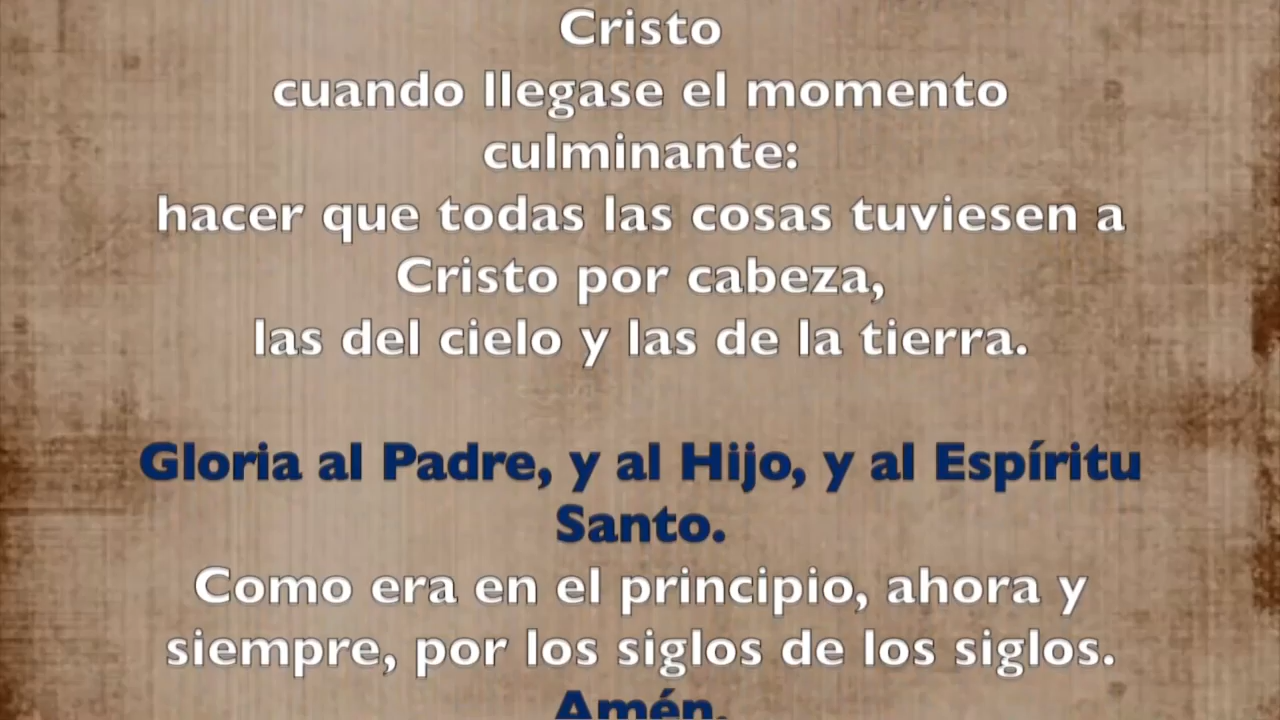 Cristo
cuando llegase el momento
culminante:
hacer que todas las cosas tuviesen a
Cristo por cabeza,
las del cielo y las de la tierra.
Gloria al Padre, y al Hijo, y al Espíritu
Santo.
Como era en el principio, ahora y
siempre, por los siglos de los siglos.
Amén.